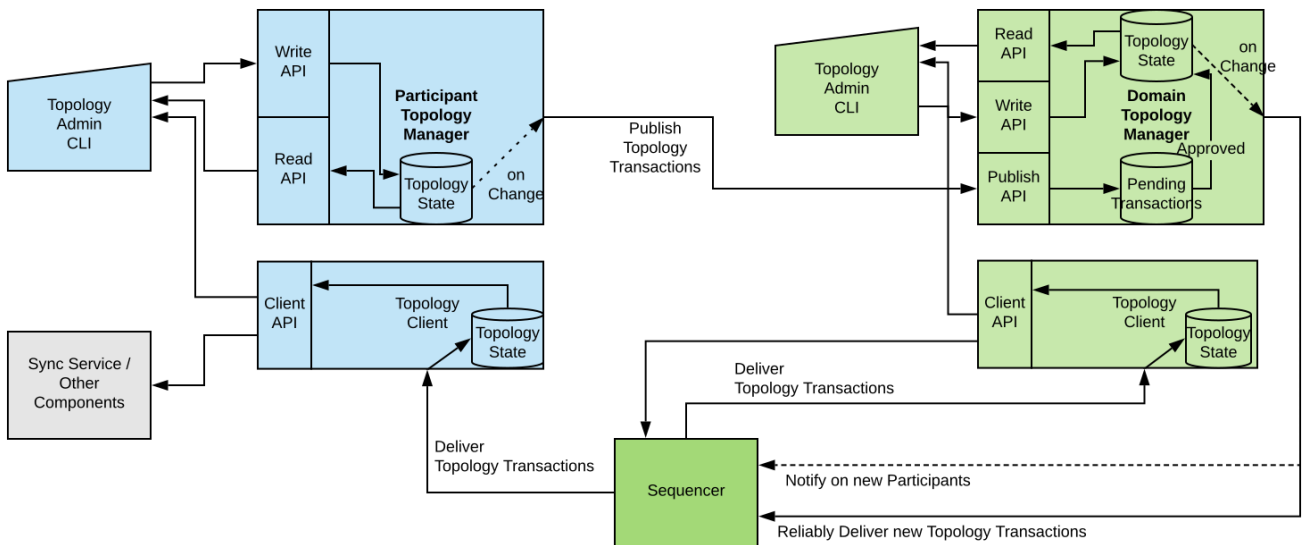 Topology
Admin
CLI
Write
API
Read
API
Participant
Topology
Manager
Topology
State
on
Change
Publish
Topology
Transactions
Topology
Admin
CLI
Read
API
Write
API
Publish
API
Topology
State
on
Change
Domain
Topology
Manager
Approved
Pending
Transactions
Client
API
Topology
Client
Topology
State
Sync Service /
Other
Components
Client
API
Topology
Client
Topology
State
Deliver
Topology Transactions
Deliver
Topology Transactions
Sequencer
Notify on new Participants
Reliably Deliver new Topology Transactions